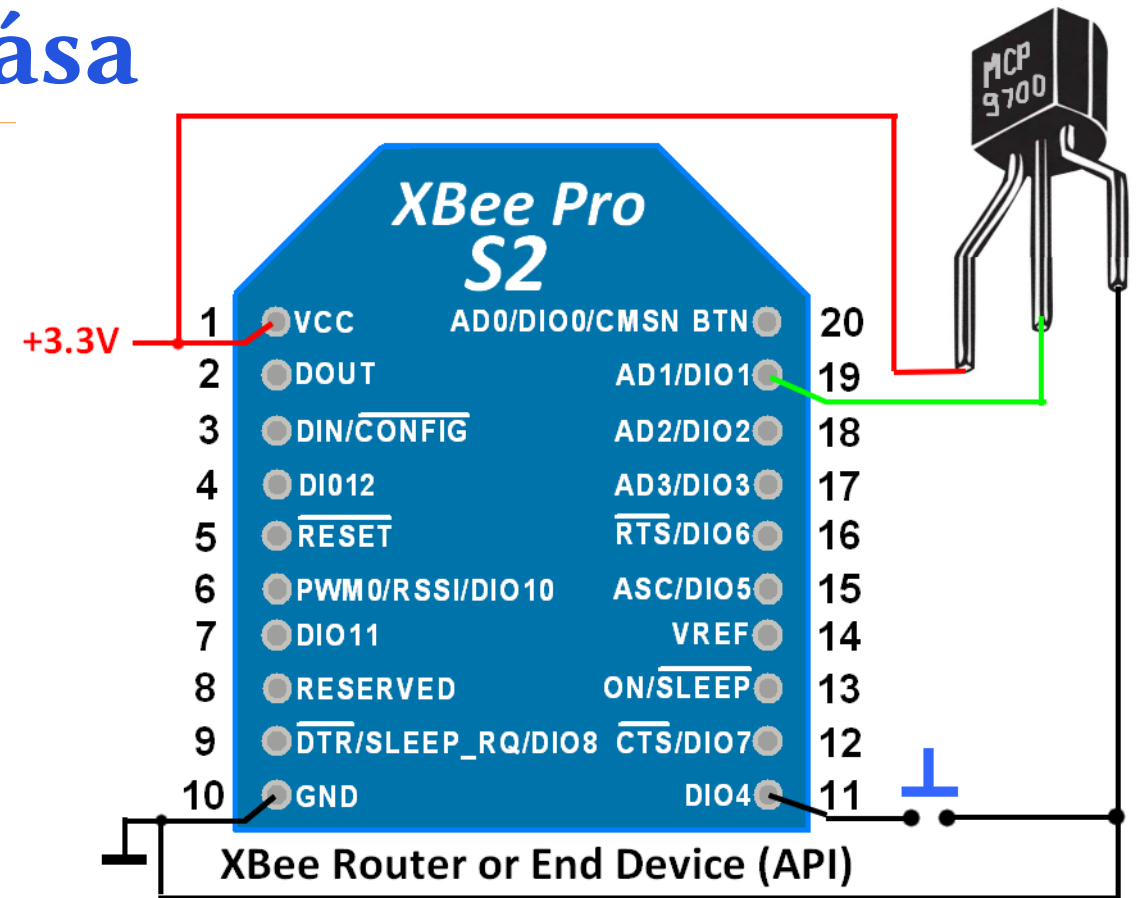 ása
MCP
9700
XBee Pro
S2
+3.3V
1 VCC AD0/DIO0/CMSN BTN 20
2 DOUT AD1/DIO1 19
3 DIN/CONFIG AD2/DIO2 18
4 DI012 AD3/DIO3 17
5 RESET RTS/DIO6 16
6 PWM0/RSSI/DIO10 ASC/DIO5 15
7 DIO11 VREF 14
8 RESERVED ON/SLEEP 13
9 DTR/SLEEP_RQ/DIO8 CTS/DIO7 12
10 GND DIO4 11
XBee Router or End Device (API)